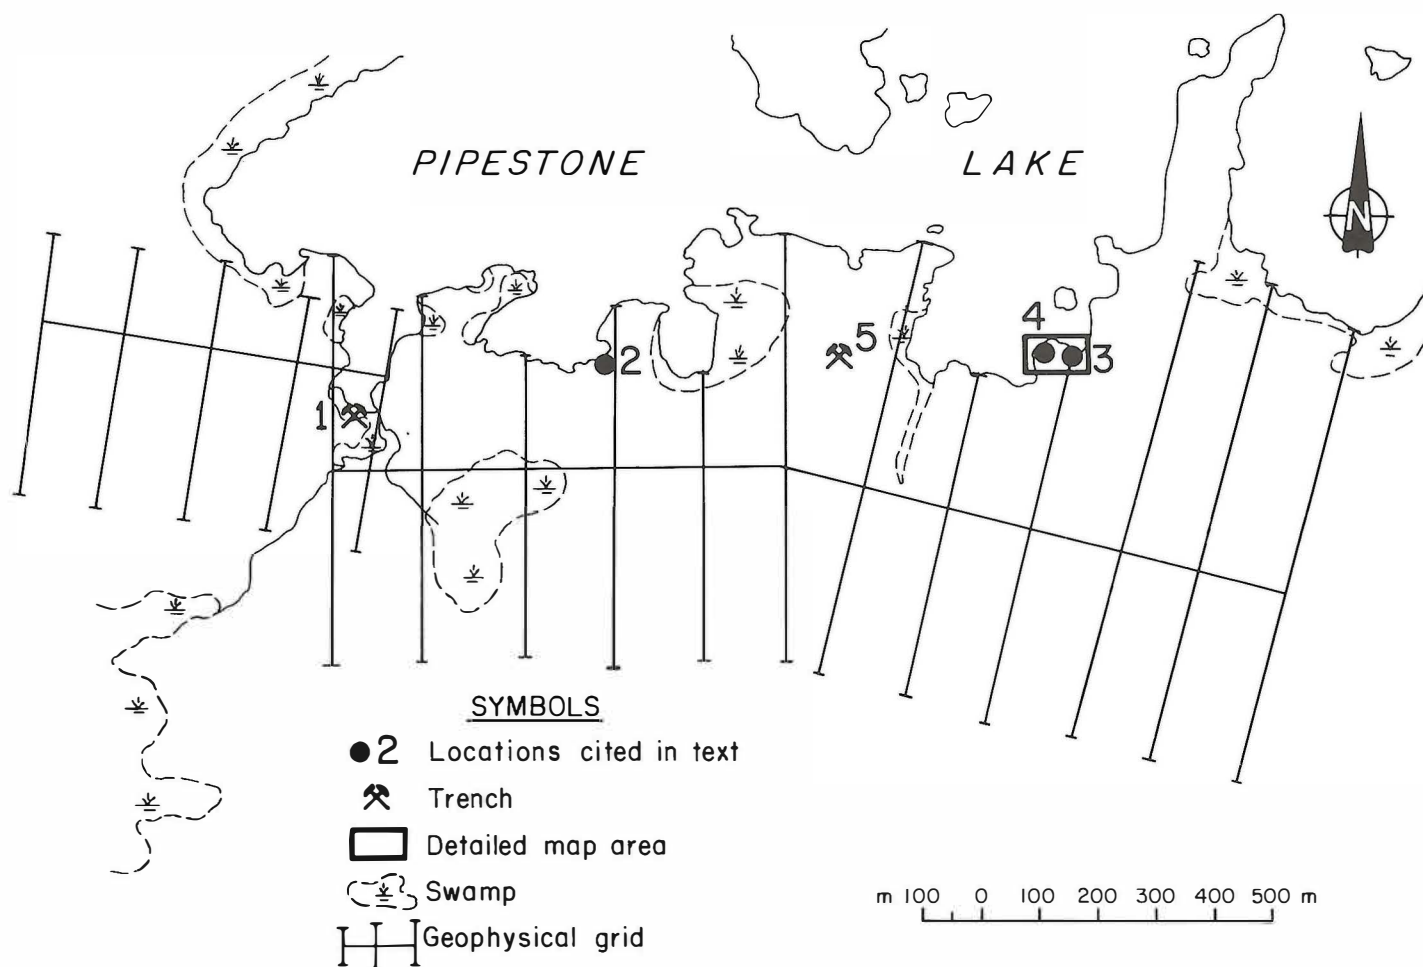 PIPESTONE LAKE
N
4
5
2
3
1
SYMBOLS
2 Locations cited in text
Trench
Detailed map area
Swamp
Geophysical grid
m 100 0 100 200 300 400 500 m